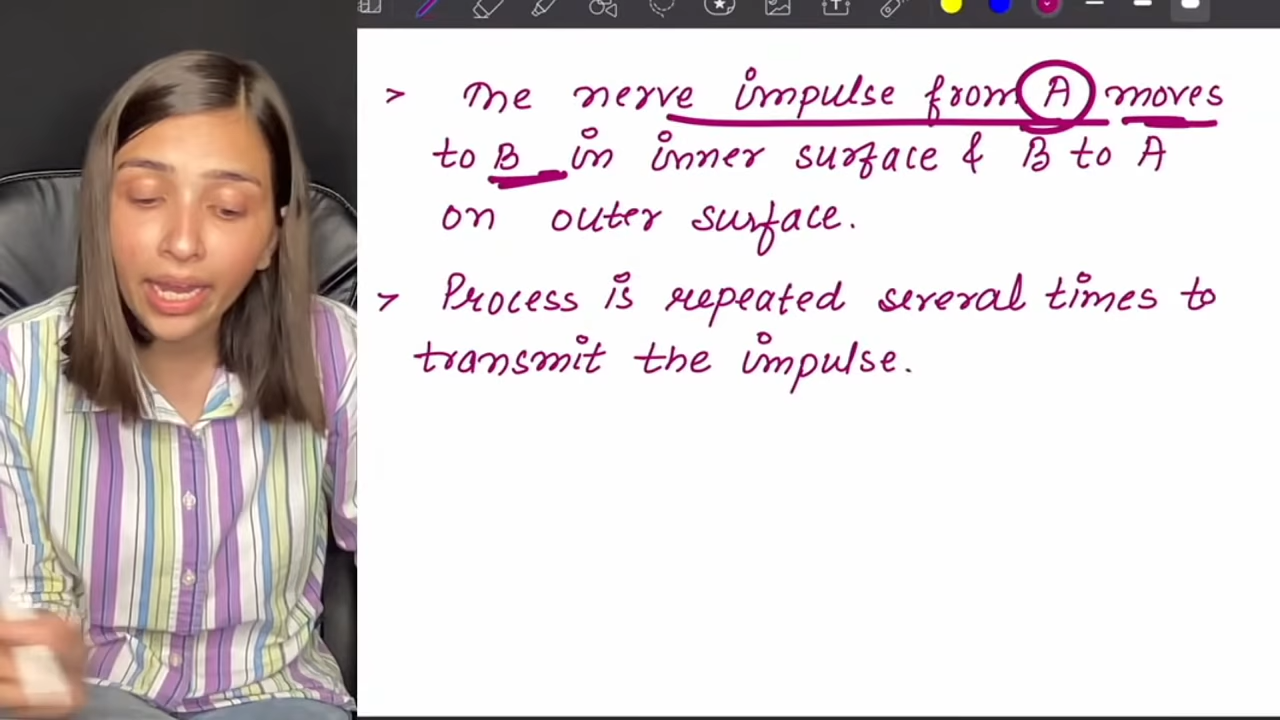 > The nerve impulse from A moves
to B in inner surface & B to A
on outer surface.
> Process is repeated several times to
transmit the impulse.